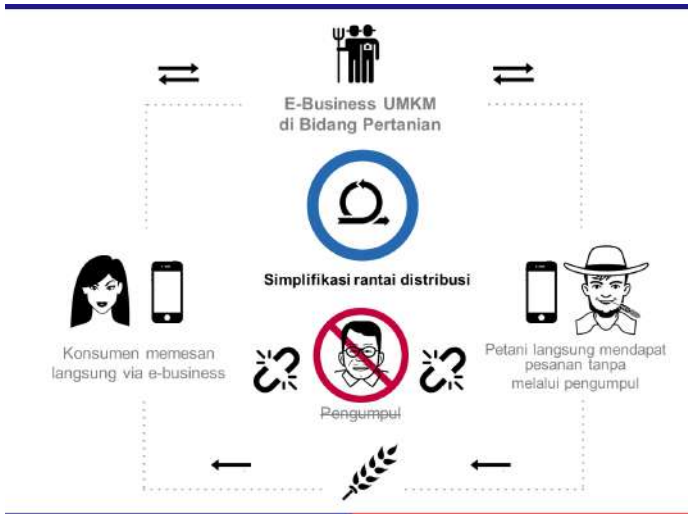 E-Business UMKM
di Bidang Pertanian
Simplifikasi rantai distribusi
Konsumen memesan
langsung via e-business
Pengumpul
Petani langsung mendapat
pesanan tanpa
melalui pengumpul